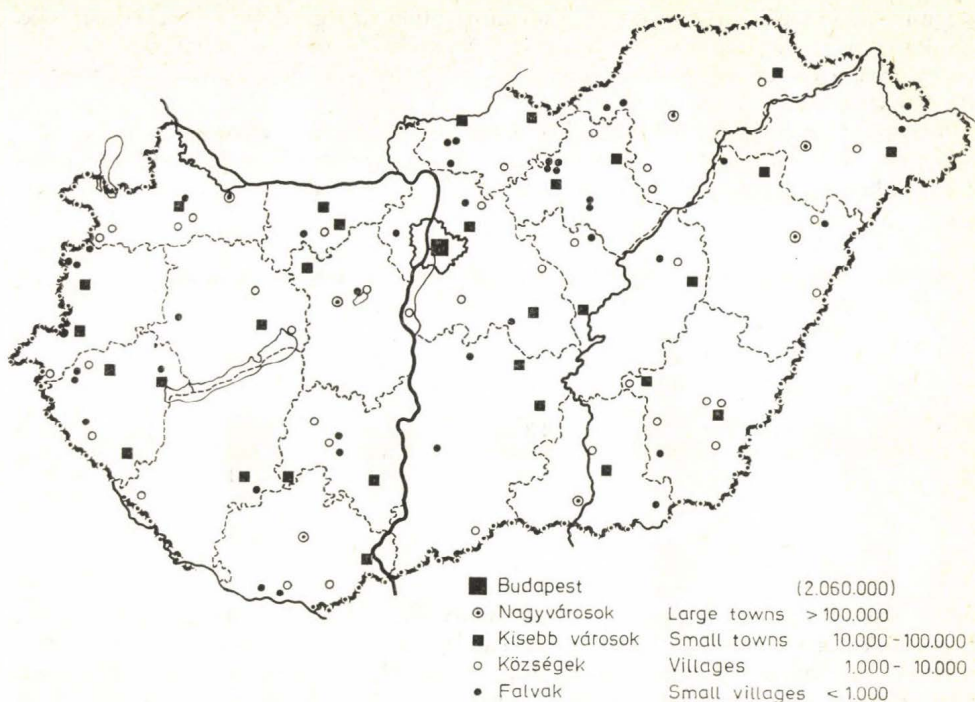 Budapest (2.060.000)
Nagyvárosok Large towns > 100.000
Kisebb városok Small towns 10.000 - 100.000
Községek Villages 1.000 - 10.000
Falvak Small villages < 1.000